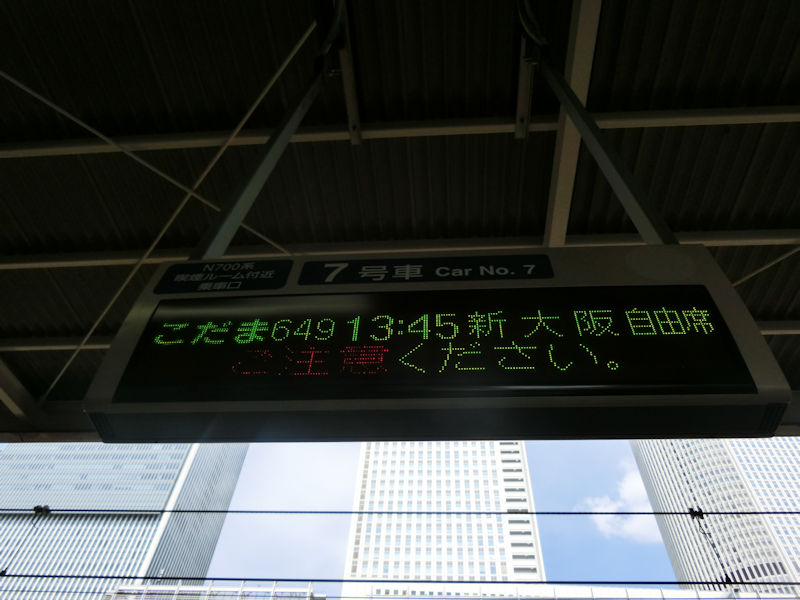 N700系
喫煙ルーム付近
乗車口
7号車 Car No. 7
こだま649 13:45 新大阪 自由席
ご注意ください。